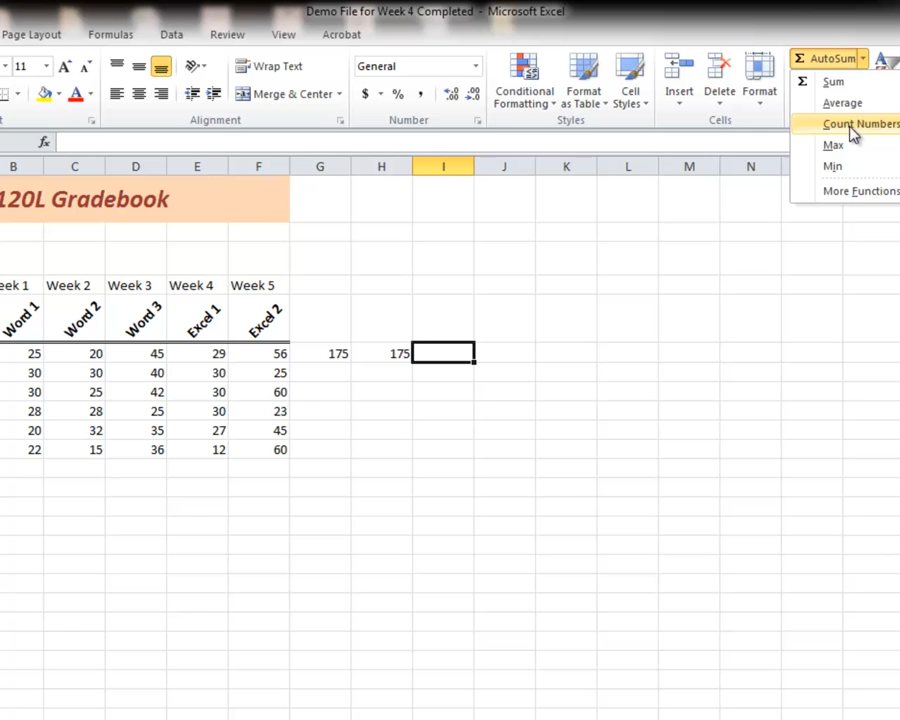 Demo File for Week 4 Completed - Microsoft Excel
Page Layout Formulas Data Review View Acrobat
11 A A Wrap Text General Σ AutoSum A
Merge & Center $ % , .0 .00 Conditional Formatting Format as Table Cell Styles Insert Delete Format
Alignment Number Styles Cells
Σ Sum
Average
Count Numbers
Max
Min
More Functions
fx
B C D E F G H I J K L M N
120L Gradebook
eek 1 Week 2 Week 3 Week 4 Week 5
Word 1 Word 2 Word 3 Excel 1 Excel 2
25 20 45 29 56 175 175
30 30 40 30 25
30 25 42 30 60
28 28 25 30 23
20 32 35 27 45
22 15 36 12 60